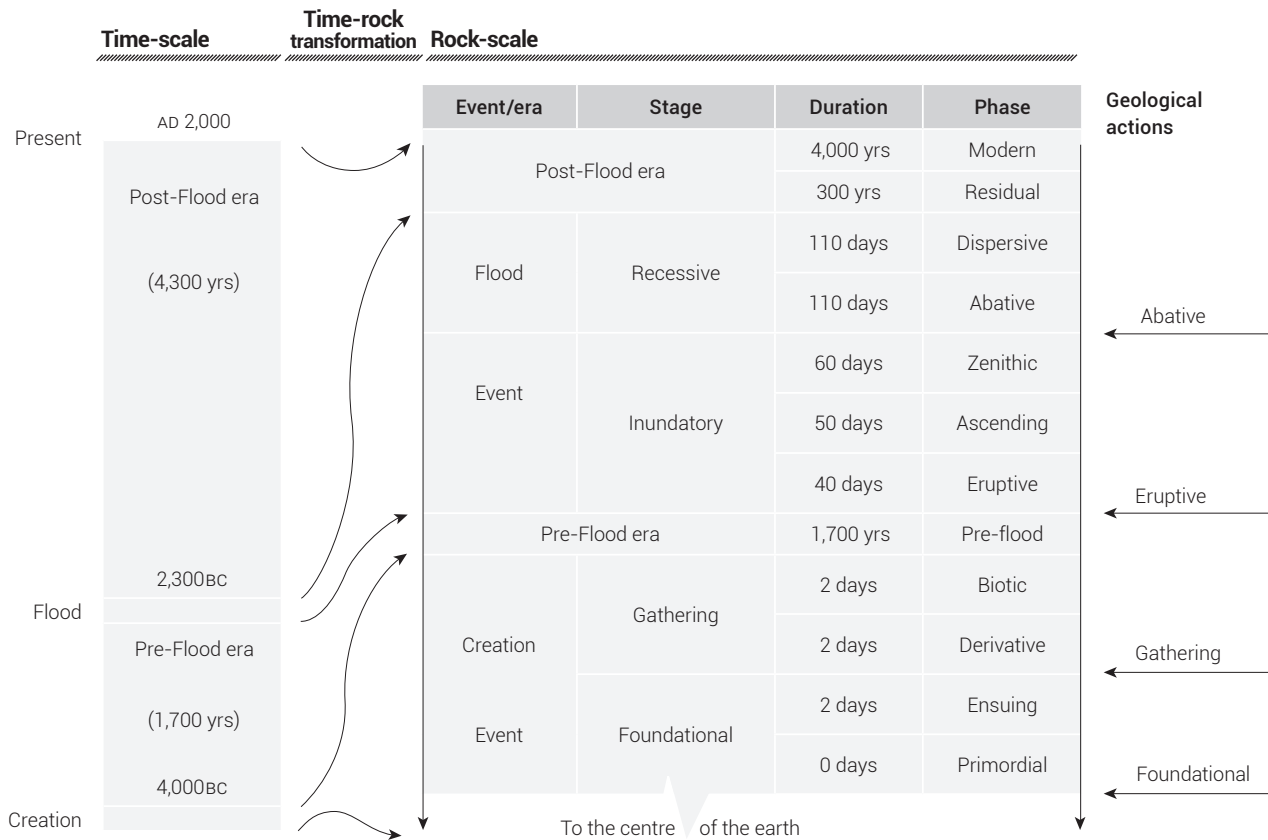 Time-scale
Time-rock
transformation
Rock-scale
Present
AD 2,000
Post-Flood era
(4,300 yrs)
2,300BC
Flood
Pre-Flood era
(1,700 yrs)
4,000BC
Creation
Event/era Stage Duration Phase
Post-Flood era 4,000 yrs Modern
300 yrs Residual
Flood Recessive 110 days Dispersive
110 days Abative
Event Inundatory 60 days Zenithic
50 days Ascending
40 days Eruptive
Pre-Flood era 1,700 yrs Pre-flood
Creation Gathering 2 days Biotic
2 days Derivative
Event Foundational 2 days Ensuing
0 days Primordial
To the centre of the earth
Geological
actions
Abative
Eruptive
Gathering
Foundational